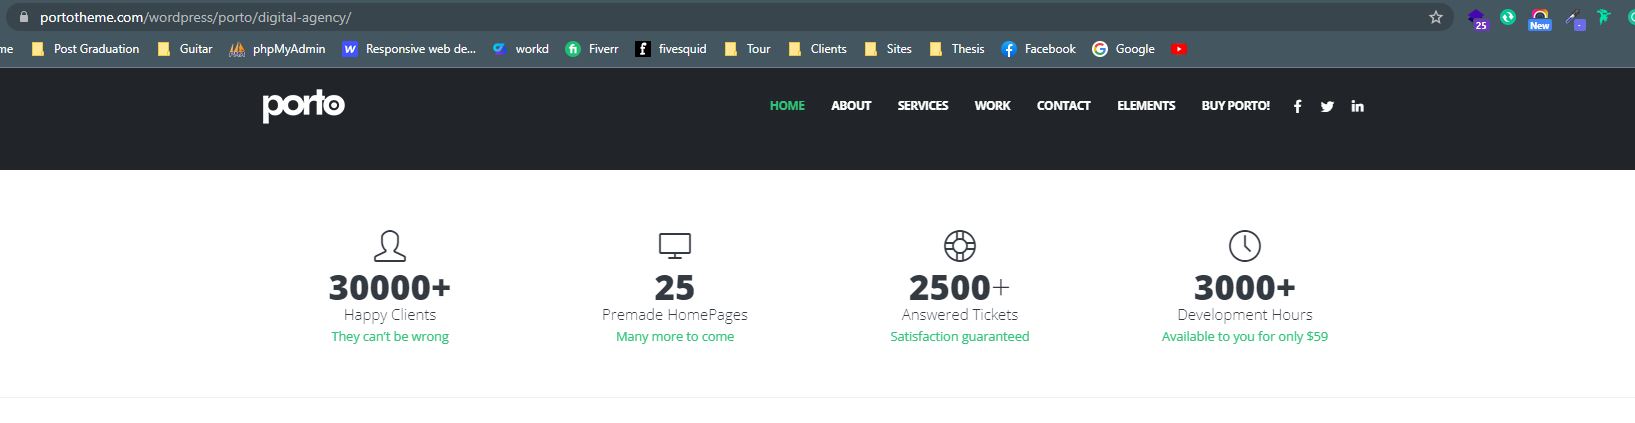 portotheme.com/wordpress/porto/digital-agency/
25 New
me Post Graduation Guitar phpMyAdmin W Responsive web de... workd fi Fiverr f fivesquid Tour Clients Sites Thesis Facebook Google
porto HOME ABOUT SERVICES WORK CONTACT ELEMENTS BUY PORTO! f in
30000+ 25 2500+ 3000+
Happy Clients Premade HomePages Answered Tickets Development Hours
They can't be wrong Many more to come Satisfaction guaranteed Available to you for only $59